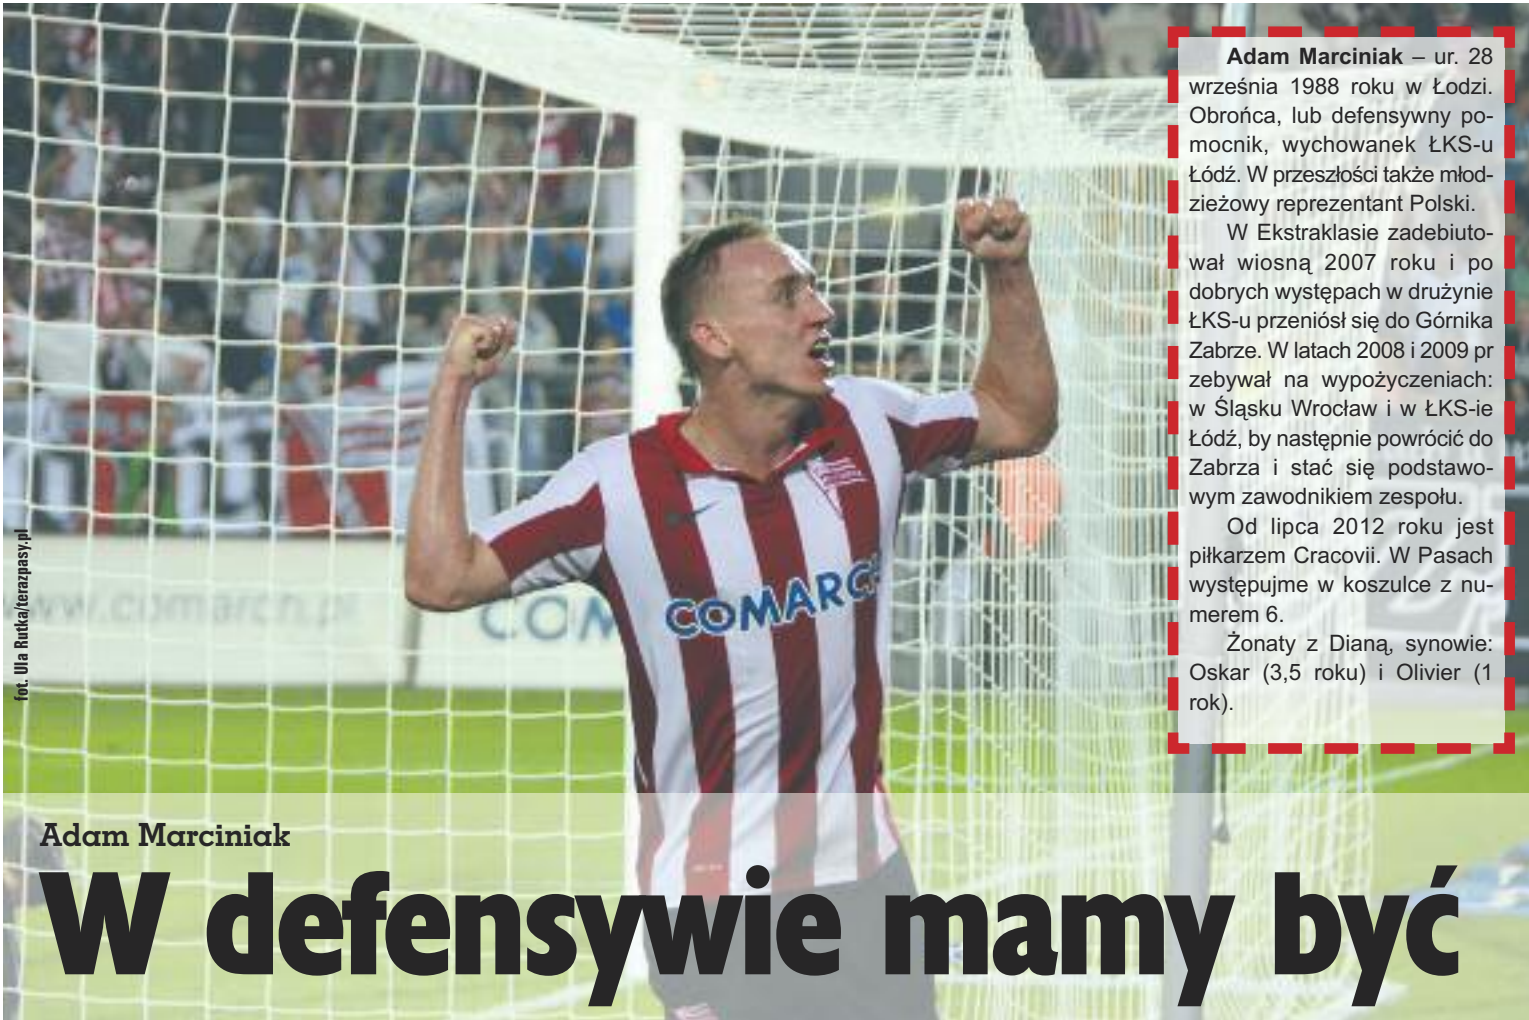 Adam Marciniak – ur. 28
września 1988 roku w Łodzi.
Obrońca, lub defensywny po-
mocnik, wychowanek ŁKS-u
Łódź. W przeszłości także młod-
zieżowy reprezentant Polski.
W Ekstraklasie zadebiuto-
wał wiosną 2007 roku i po
dobrych występach w drużynie
ŁKS-u przeniósł się do Górnika
Zabrze. W latach 2008 i 2009 pr
zebywał na wypożyczeniach:
w Śląsku Wrocław i w ŁKS-ie
Łódź, by następnie powrócić do
Zabrza i stać się podstawo-
wym zawodnikiem zespołu.
Od lipca 2012 roku jest
piłkarzem Cracovii. W Pasach
występujme w koszulce z nu-
merem 6.
Żonaty z Dianą, synowie:
Oskar (3,5 roku) i Olivier (1
rok).
fot. Ula Rutka/terazpasy.pl
www.comarch.pl
COM
COMARCH
Adam Marciniak
W defensywie mamy być